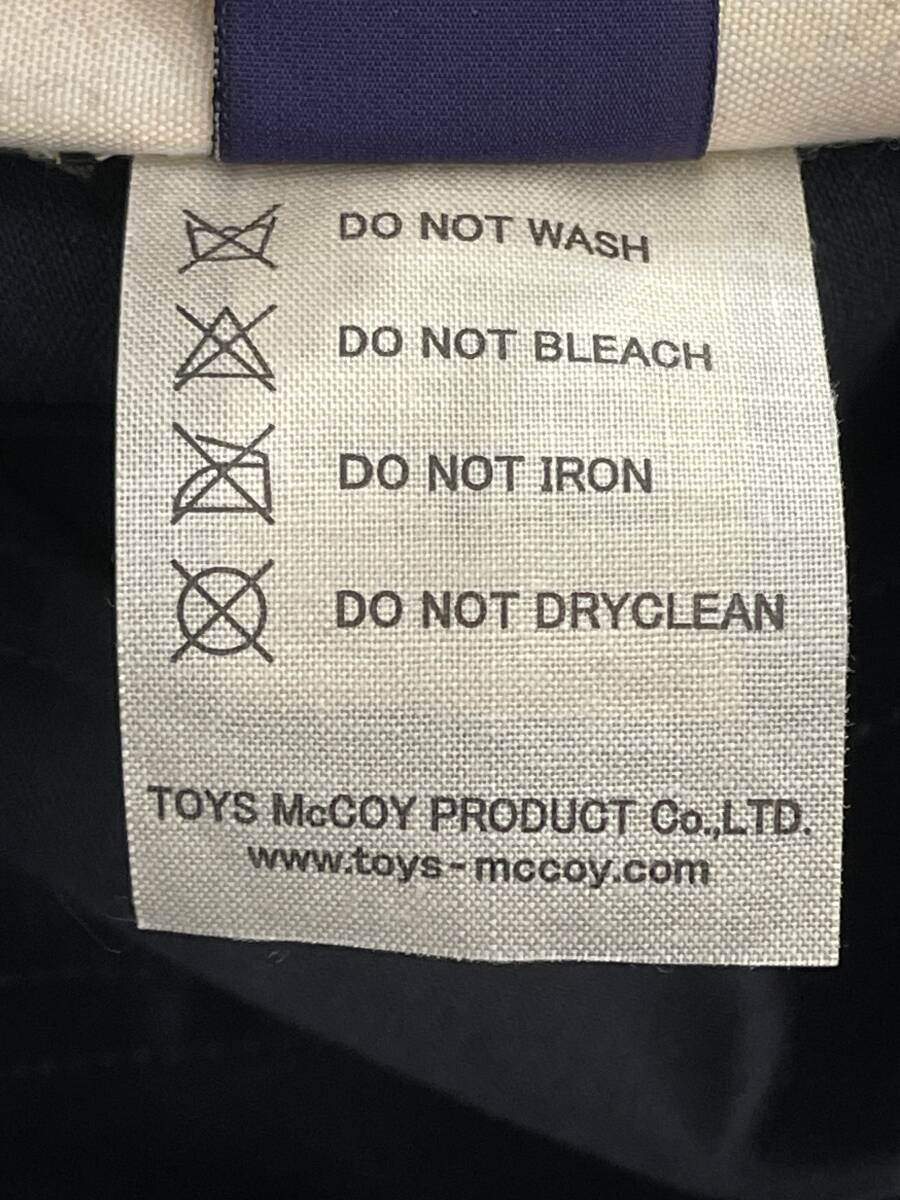 DO NOT WASH
DO NOT BLEACH
DO NOT IRON
DO NOT DRYCLEAN
TOYS McCOY PRODUCT Co.,LTD.
www.toys-mccoy.com